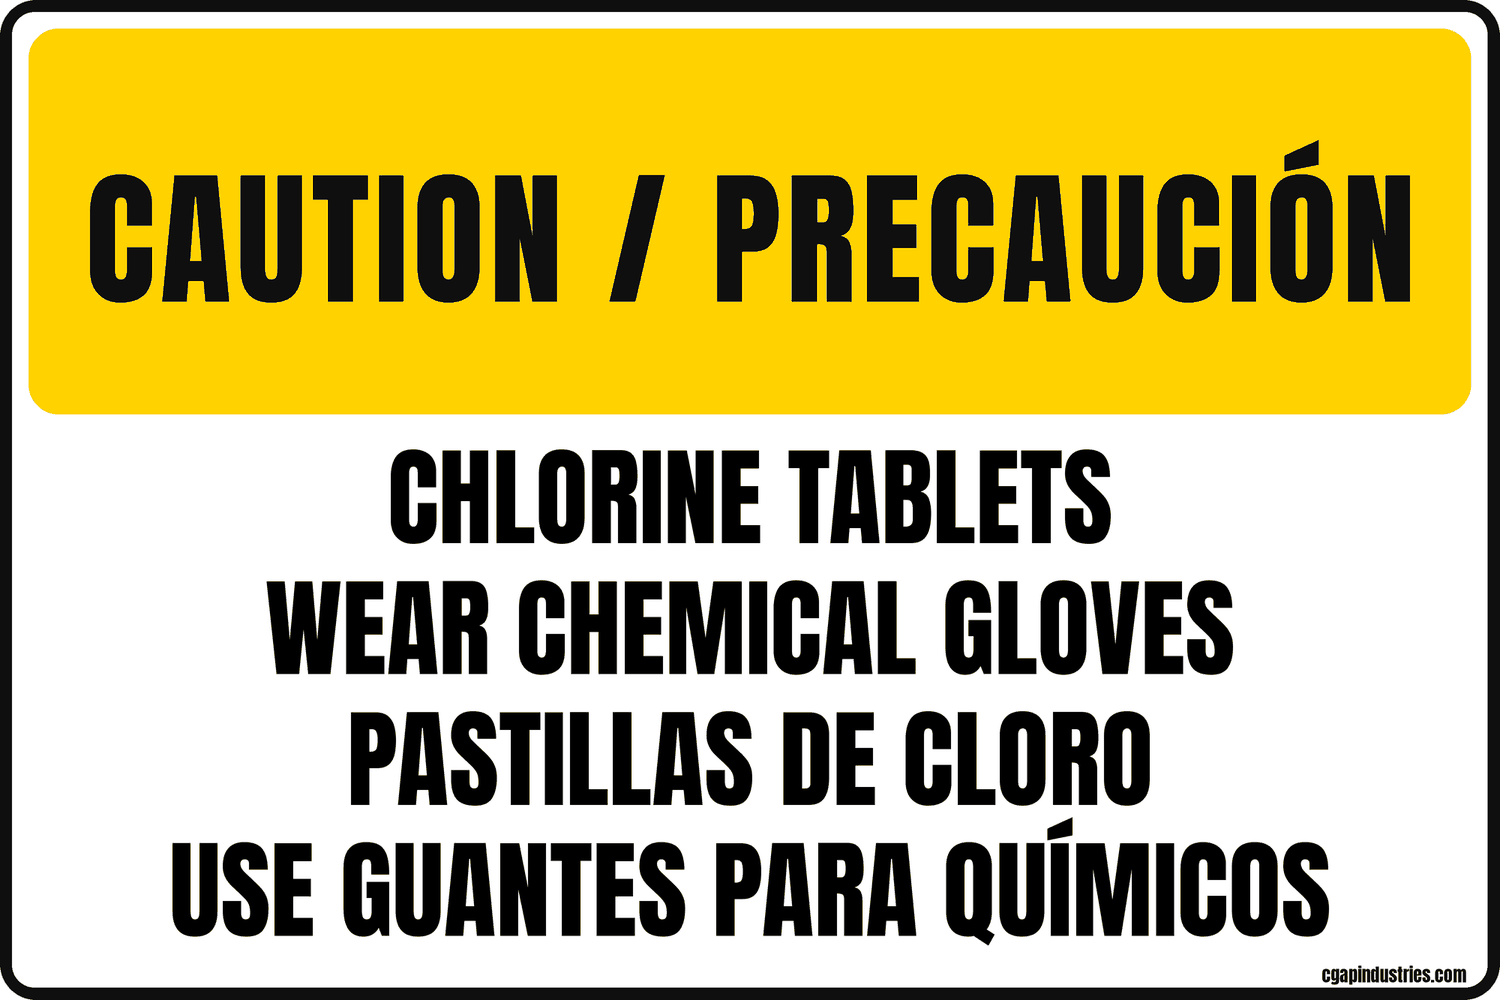 CAUTION / PRECAUCIÓN
CHLORINE TABLETS
WEAR CHEMICAL GLOVES
PASTILLAS DE CLORO
USE GUANTES PARA QUÍMICOS
cgapindustries.com